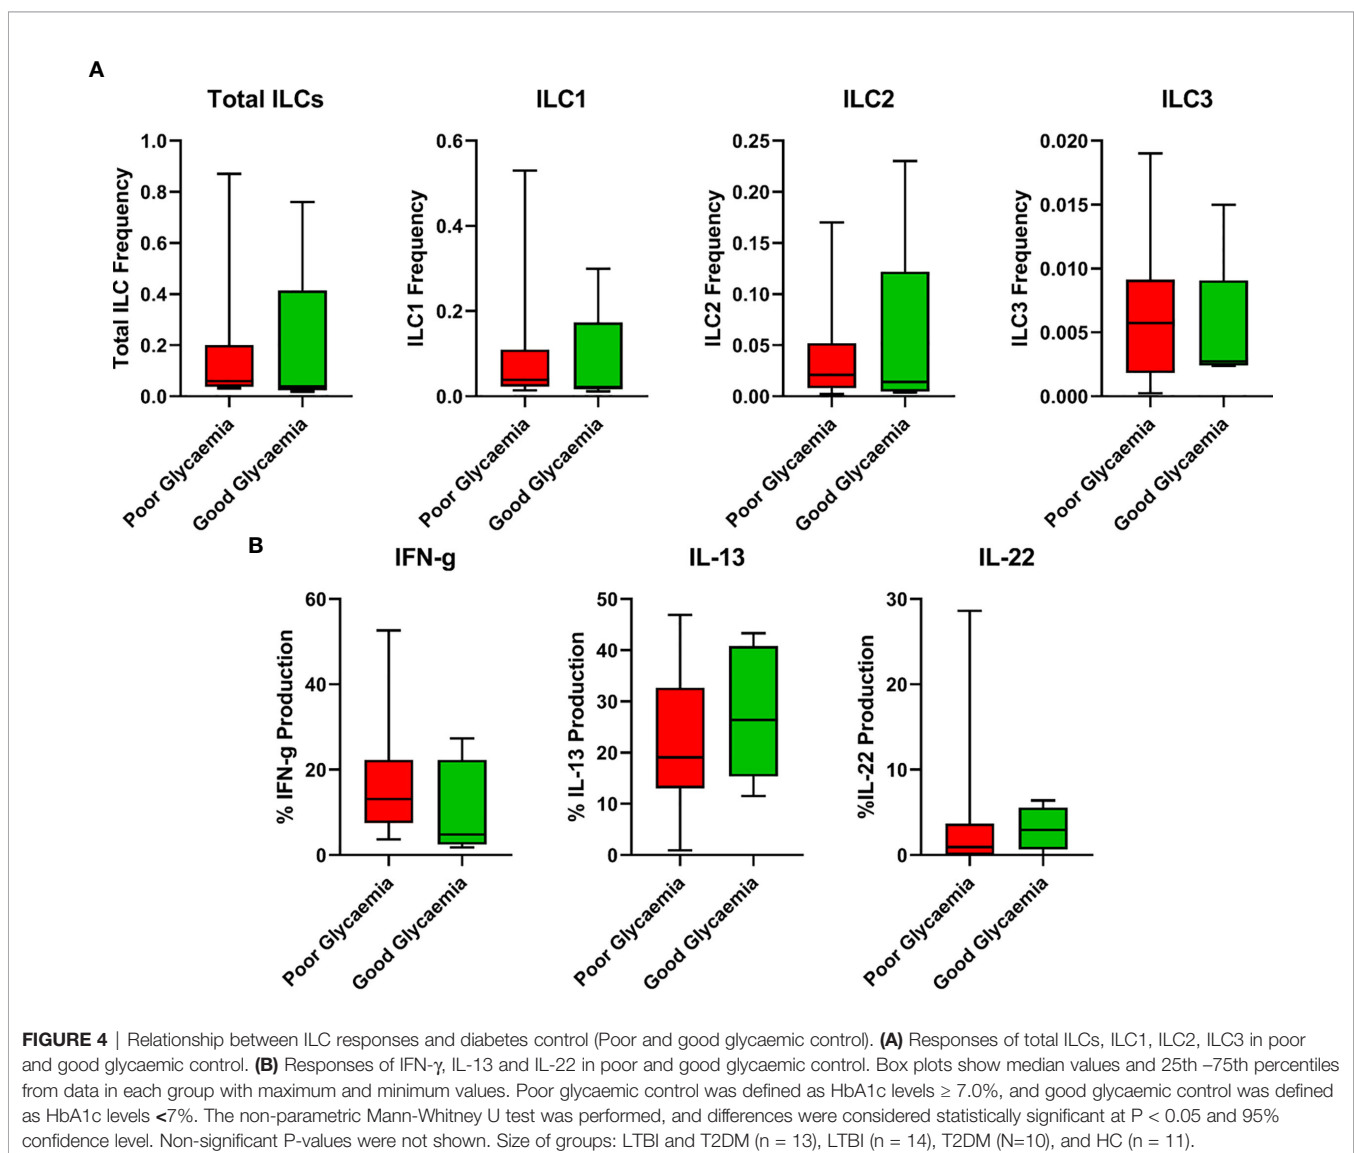 A
Total ILCs
ILC1
ILC2
ILC3
Total ILC Frequency
1.0
0.8
0.6
0.4
0.2
0.0
Poor Glycaemia
Good Glycaemia
ILC1 Frequency
0.6
0.4
0.2
0.0
Poor Glycaemia
Good Glycaemia
ILC2 Frequency
0.25
0.20
0.15
0.10
0.05
0.00
Poor Glycaemia
Good Glycaemia
ILC3 Frequency
0.020
0.015
0.010
0.005
0.000
Poor Glycaemia
Good Glycaemia
B
IFN-g
IL-13
IL-22
% IFN-g Production
60
40
20
0
Poor Glycaemia
Good Glycaemia
% IL-13 Production
50
40
30
20
10
0
Poor Glycaemia
Good Glycaemia
%IL-22 Production
30
20
10
0
Poor Glycaemia
Good Glycaemia
FIGURE 4 | Relationship between ILC responses and diabetes control (Poor and good glycaemic control). (A) Responses of total ILCs, ILC1, ILC2, ILC3 in poor
and good glycaemic control. (B) Responses of IFN-γ, IL-13 and IL-22 in poor and good glycaemic control. Box plots show median values and 25th –75th percentiles
from data in each group with maximum and minimum values. Poor glycaemic control was defined as HbA1c levels ≥ 7.0%, and good glycaemic control was defined
as HbA1c levels <7%. The non-parametric Mann-Whitney U test was performed, and differences were considered statistically significant at P < 0.05 and 95%
confidence level. Non-significant P-values were not shown. Size of groups: LTBI and T2DM (n = 13), LTBI (n = 14), T2DM (N=10), and HC (n = 11).